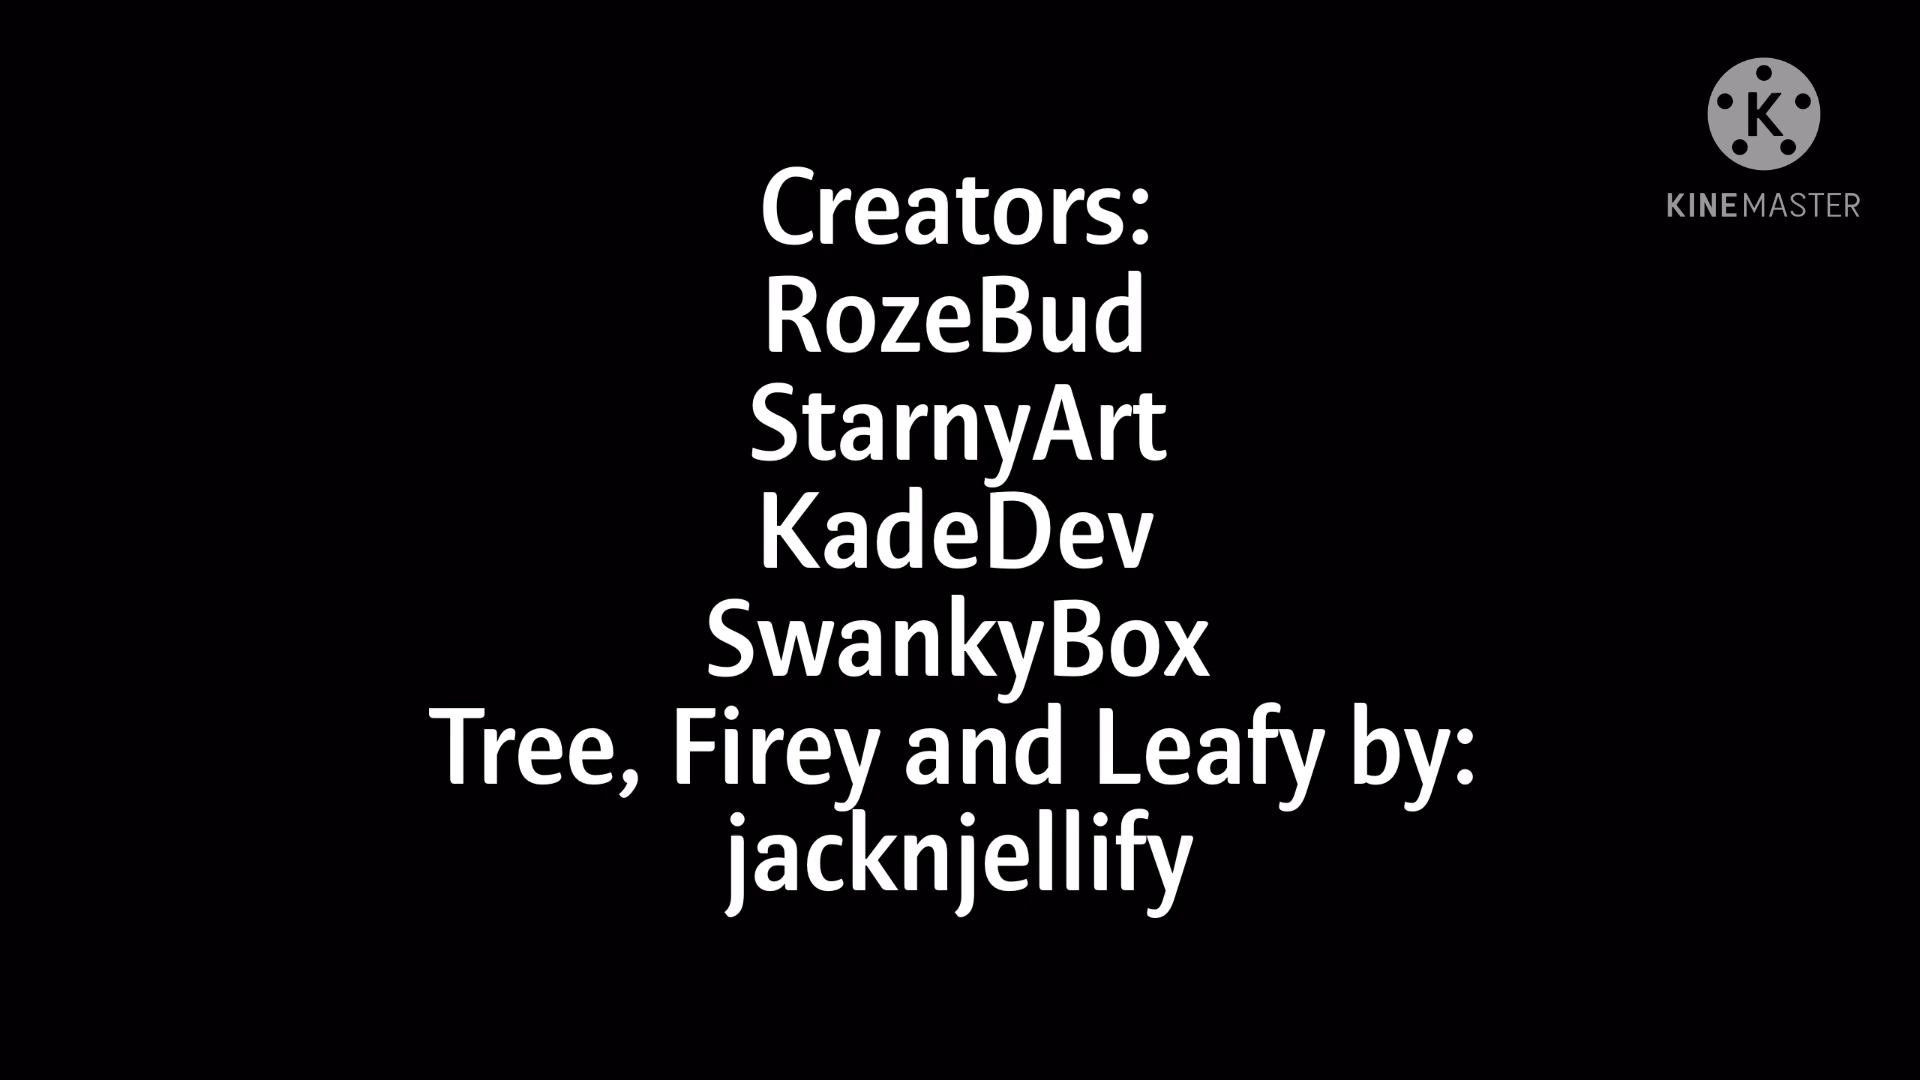 K
KINEMASTER
Creators:
RozeBud
StarnyArt
KadeDev
SwankyBox
Tree, Firey and Leafy by:
jacknjellify